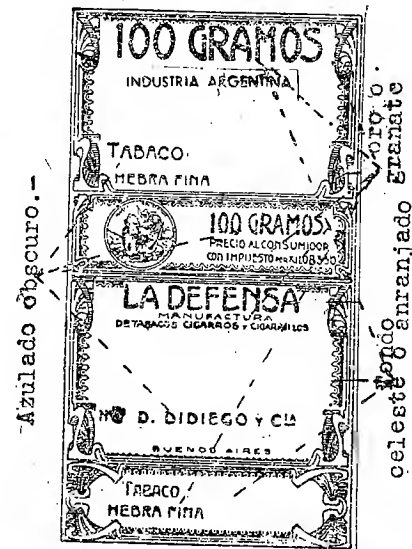 100 GRAMOS
INDUSTRIA ARGENTINA
TABACO
HEBRA FINA
100 GRAMOS
PRECIO AL CONSUMIDOR
CON IMPUESTO
LA DEFENSA
MANUFACTURA
DE TABACOS CIGARROS Y CIGARRILLOS
D. DIDIEGO Y CIA
BUENOS AIRES
TABACO
HEBRA FINA
Azulado obscuro.-
oro o
granate
fondo
celeste o anranjado